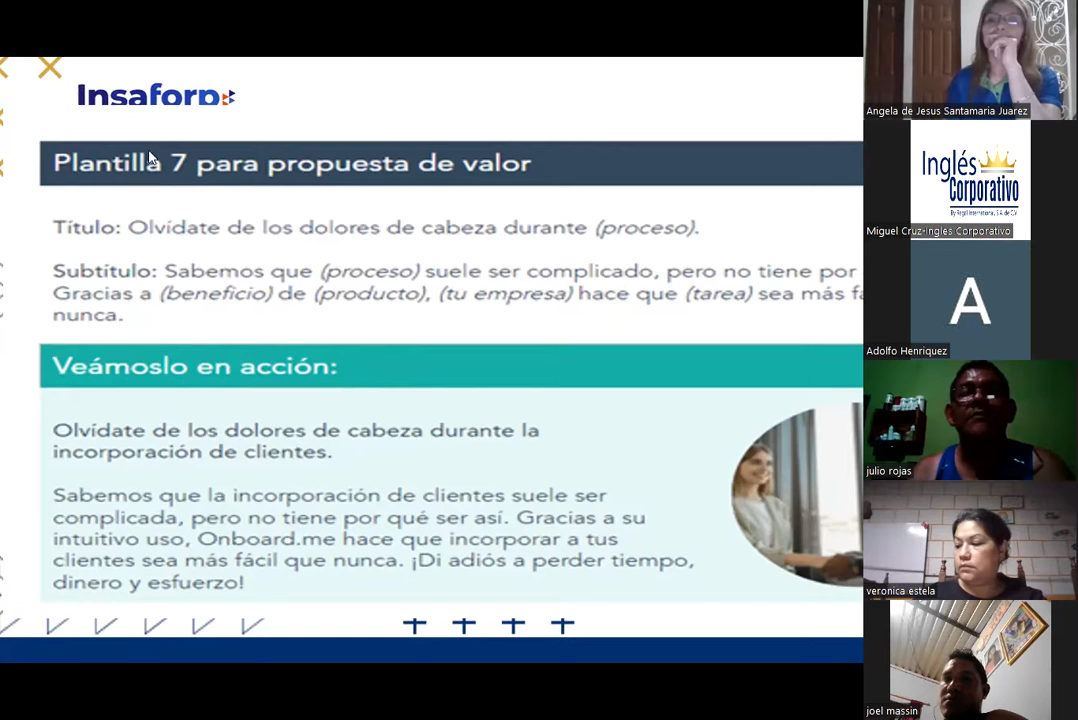 Insaforp
Plantilla 7 para propuesta de valor
Título: Olvídate de los dolores de cabeza durante (proceso).
Subtítulo: Sabemos que (proceso) suele ser complicado, pero no tiene por
Gracias a (beneficio) de (producto), (tu empresa) hace que (tarea) sea más fá
nunca.
Veámoslo en acción:
Olvídate de los dolores de cabeza durante la
incorporación de clientes.
Sabemos que la incorporación de clientes suele ser
complicada, pero no tiene por qué ser así. Gracias a su
intuitivo uso, Onboard.me hace que incorporar a tus
clientes sea más fácil que nunca. ¡Di adiós a perder tiempo,
dinero y esfuerzo!
Angela de Jesus Santamaria Juarez
Inglés
Corporativo
By Regill International, S.A. de C.V
Miguel Cruz-ingles Corporativo
A
Adolfo Henriquez
julio rojas
veronica estela
joel massin